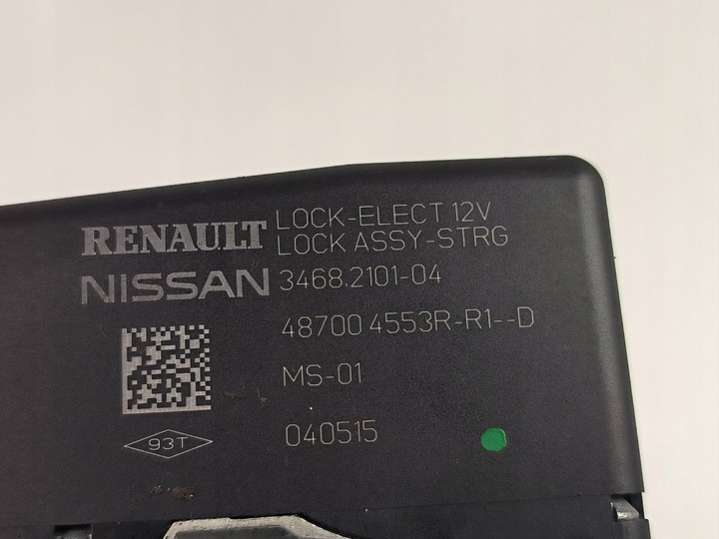 RENAULT LOCK-ELECT 12V
LOCK ASSY-STRG
NISSAN 3468.2101-04
48700 4553R-R1--D
MS-01
93T 040515